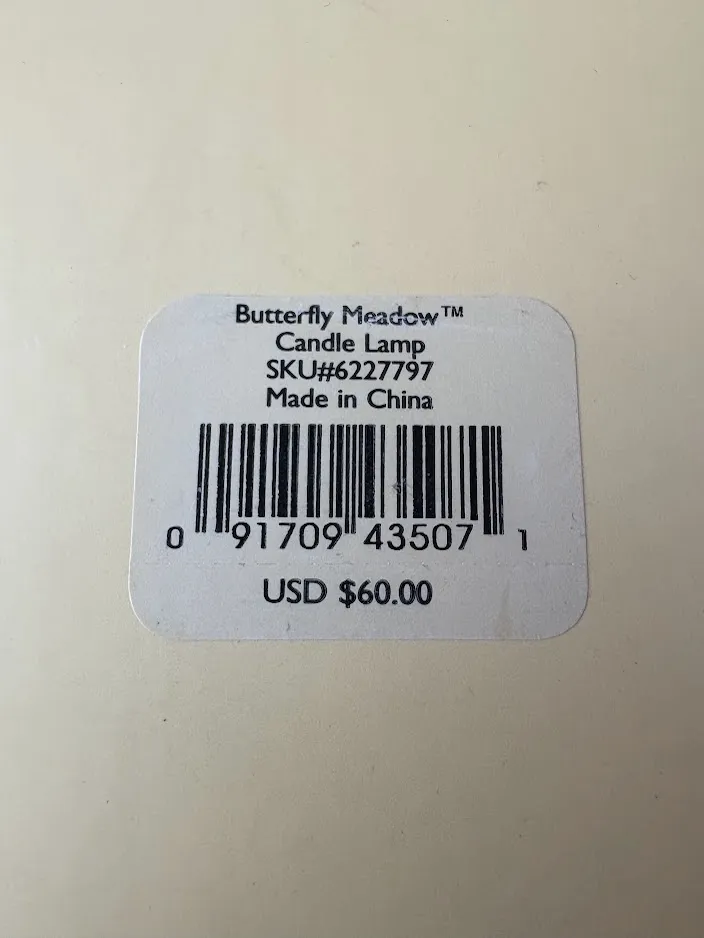 Butterfly Meadow™
Candle Lamp
SKU#6227797
Made in China
0 91709 43507 1
USD $60.00